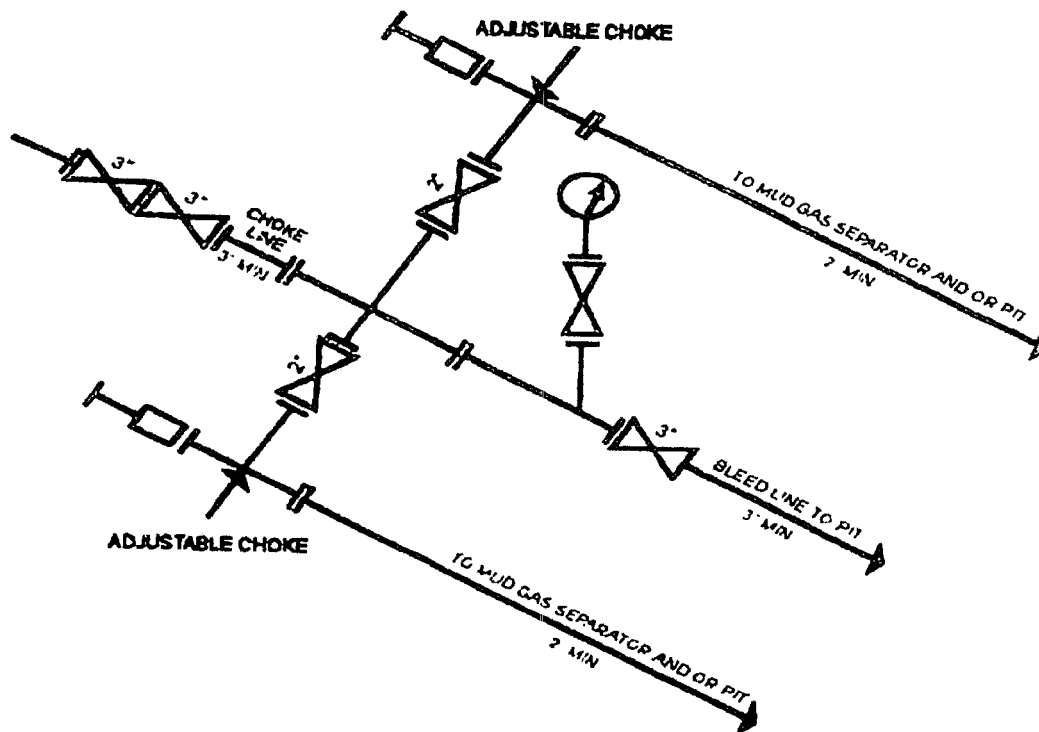 ADJUSTABLE CHOKE
3"
3"
CHOKE
LINE
3" MIN
2"
TO MUD GAS SEPARATOR AND OR PIT
2 MIN
2"
3"
BLEED LINE TO PIT
3" MIN
ADJUSTABLE CHOKE
TO MUD GAS SEPARATOR AND OR PIT
2 MIN